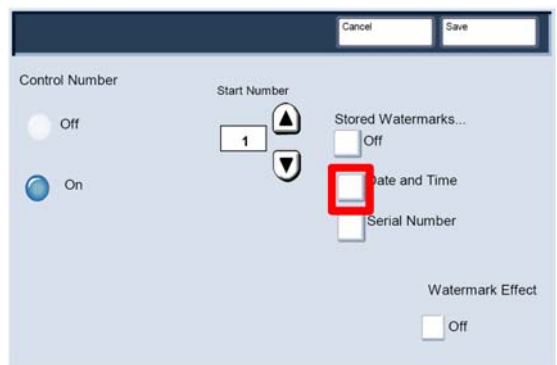 Cancel
Save
Control Number
Start Number
Off
1
Stored Watermarks...
Off
On
Date and Time
Serial Number
Watermark Effect
Off